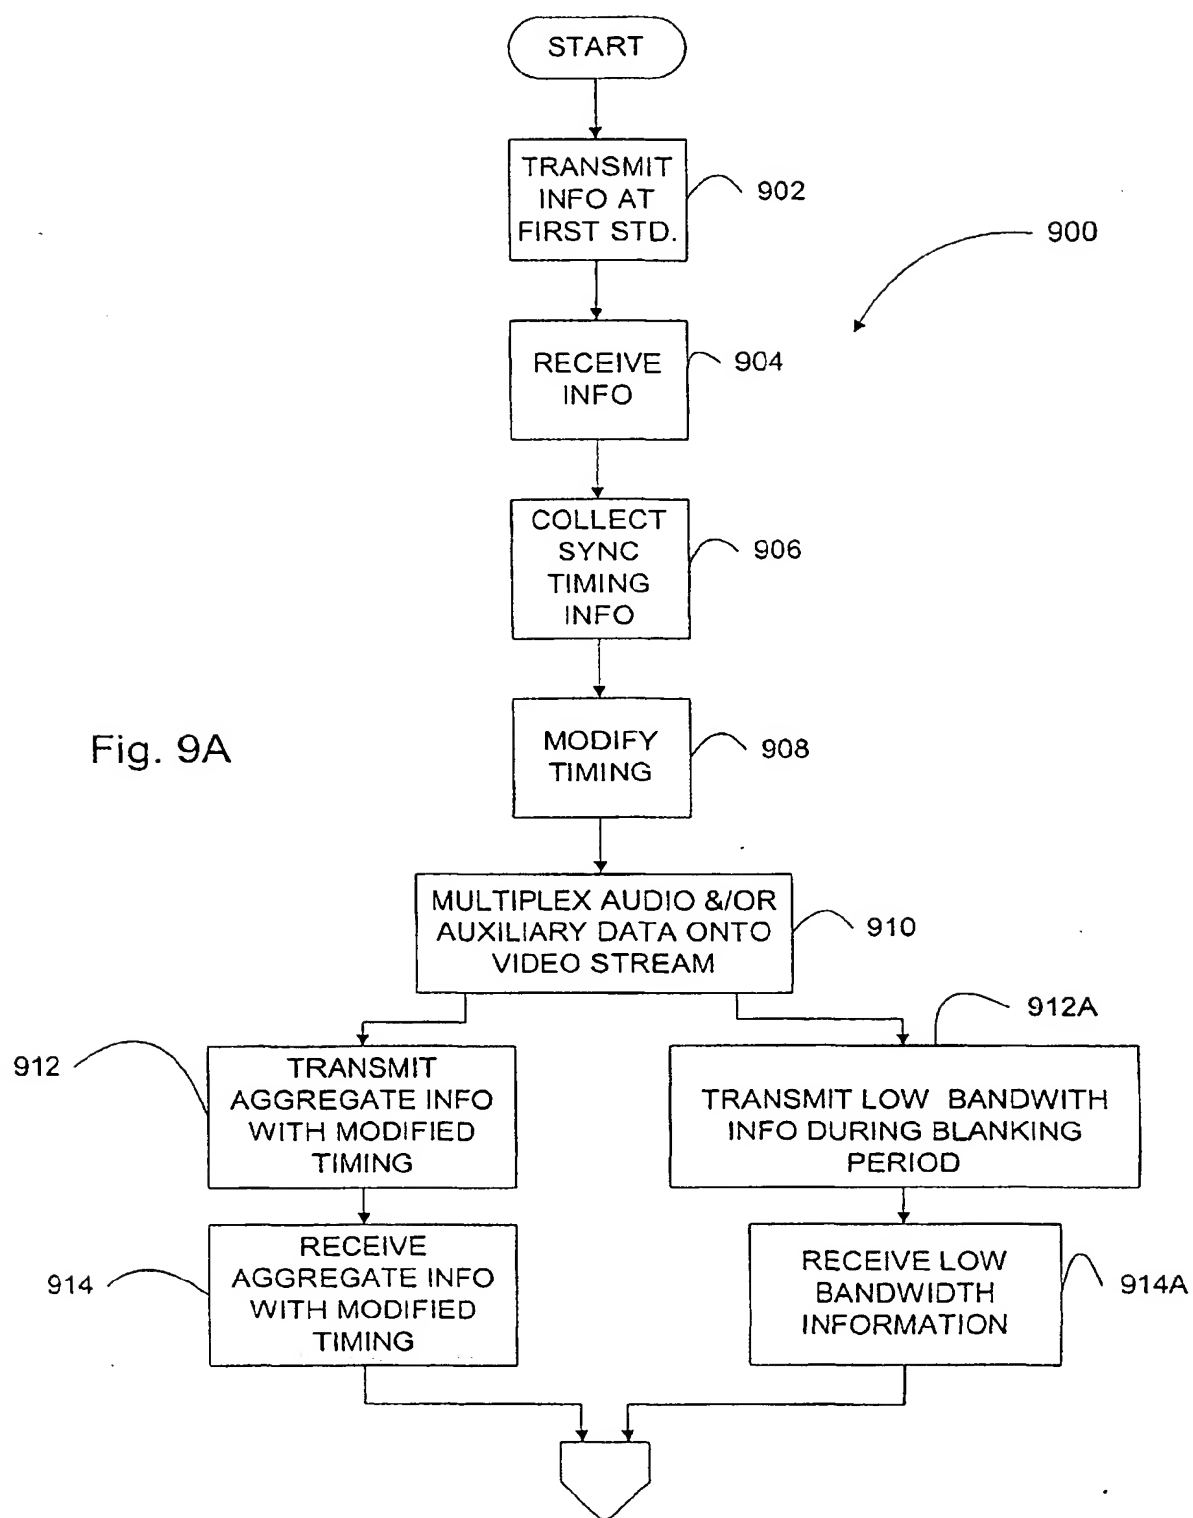 START
TRANSMIT
INFO AT
FIRST STD.
902
900
RECEIVE
INFO
904
COLLECT
SYNC
TIMING
INFO
906
Fig. 9A
MODIFY
TIMING
908
MULTIPLEX AUDIO &/OR
AUXILIARY DATA ONTO
VIDEO STREAM
910
912
TRANSMIT
AGGREGATE INFO
WITH MODIFIED
TIMING
912A
TRANSMIT LOW BANDWITH
INFO DURING BLANKING
PERIOD
914
RECEIVE
AGGREGATE INFO
WITH MODIFIED
TIMING
RECEIVE LOW
BANDWIDTH
INFORMATION
914A